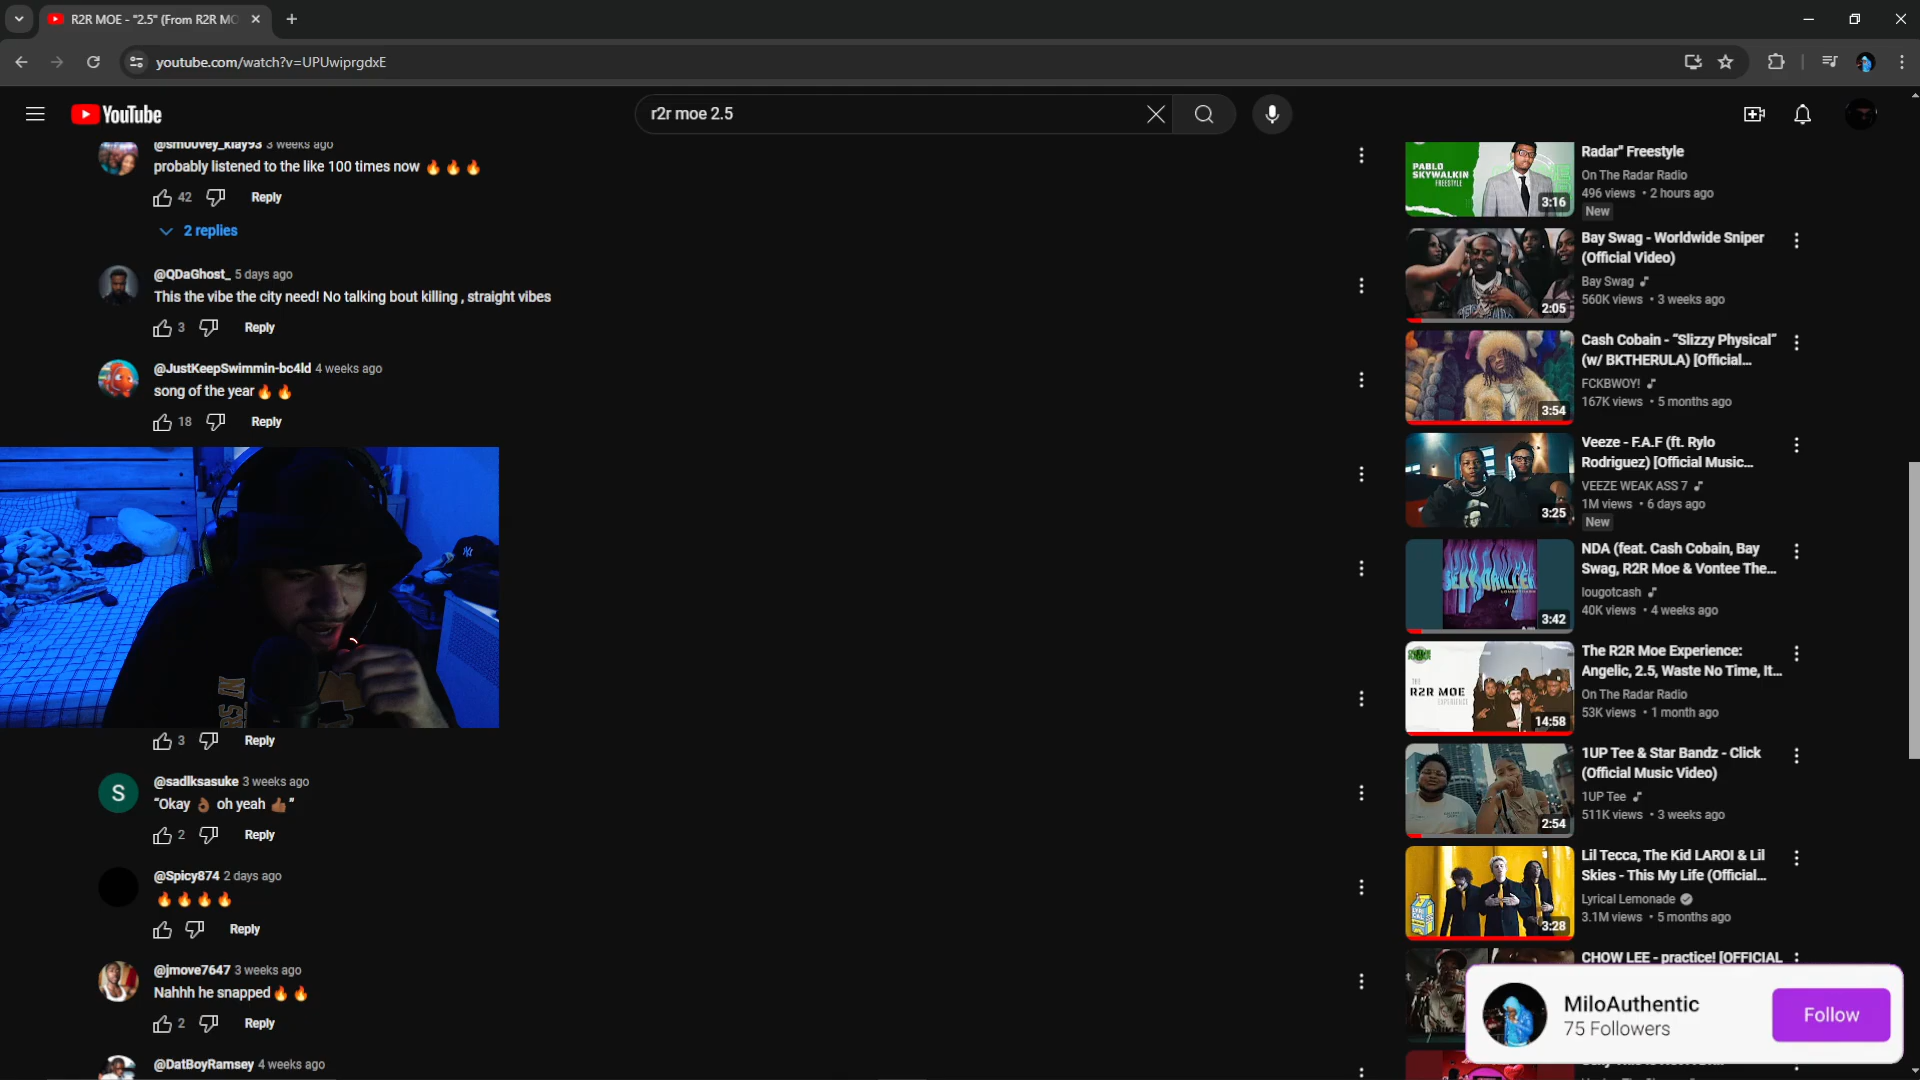 R2R MOE - "2.5" (From R2R MO
youtube.com/watch?v=UPUwiprgdxE
YouTube
r2r moe 2.5
@sm00vey_klay93 3 weeks ago
probably listened to the like 100 times now 🔥 🔥 🔥
42 Reply
2 replies
@QDaGhost_ 5 days ago
This the vibe the city need! No talking bout killing , straight vibes
3 Reply
@JustKeepSwimmin-bc4ld 4 weeks ago
song of the year🔥 🔥
18 Reply
3 Reply
S
@sadlksasuke 3 weeks ago
“Okay 👌🏾 oh yeah 👍🏾”
2 Reply
@Spicy874 2 days ago
🔥 🔥 🔥 🔥
Reply
@jmove7647 3 weeks ago
Nahhh he snapped🔥 🔥
2 Reply
@DatBoyRamsey 4 weeks ago
PABLO
SKYWALKIN
FREESTYLE
3:16
Radar" Freestyle
On The Radar Radio
496 views • 2 hours ago
New
2:05
Bay Swag - Worldwide Sniper
(Official Video)
Bay Swag
560K views • 3 weeks ago
3:54
Cash Cobain - “Slizzy Physical”
(w/ BKTHERULA) [Official...
FCKBWOY!
167K views • 5 months ago
3:25
Veeze - F.A.F (ft. Rylo
Rodriguez) [Official Music...
VEEZE WEAK ASS 7
1M views • 6 days ago
New
3:42
NDA (feat. Cash Cobain, Bay
Swag, R2R Moe & Vontee The...
lougotcash
40K views • 4 weeks ago
THE
R2R MOE
EXPERIENCE
14:58
The R2R Moe Experience:
Angelic, 2.5, Waste No Time, It...
On The Radar Radio
53K views • 1 month ago
2:54
1UP Tee & Star Bandz - Click
(Official Music Video)
1UP Tee
511K views • 3 weeks ago
3:28
Lil Tecca, The Kid LAROI & Lil
Skies - This My Life (Official...
Lyrical Lemonade
3.1M views • 5 months ago
CHOW LEE - practice! [OFFICIAL
MiloAuthentic
75 Followers
Follow